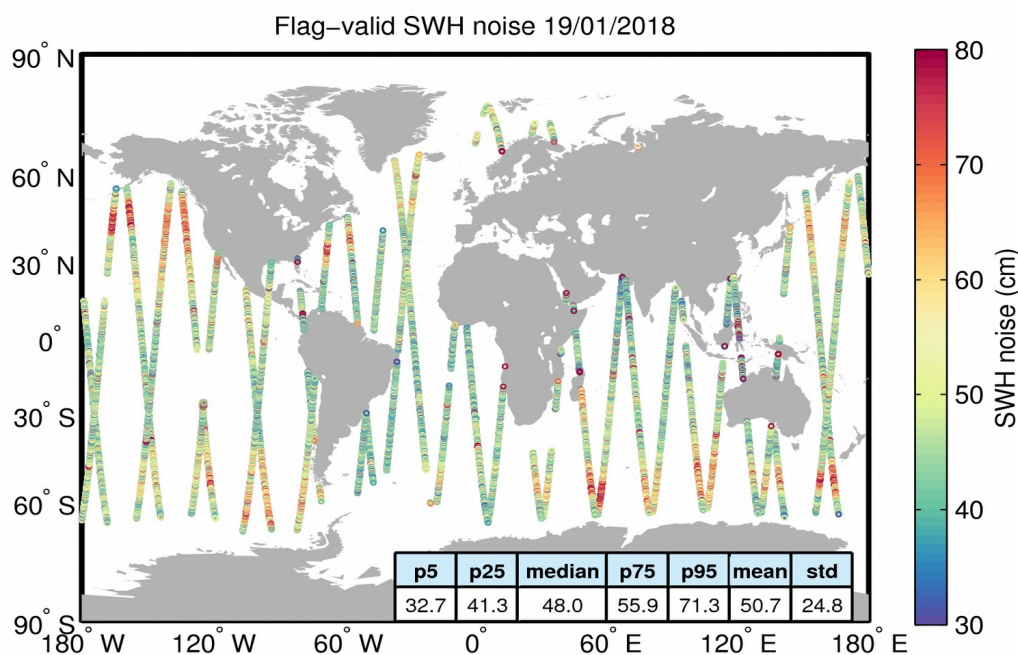 Flag−valid SWH noise 19/01/2018
90° N
60° N
30° N
0°
30° S
60° S
90° S
180° W
120° W
60° W
0°
60° E
120° E
180° E
80
70
60
50
40
30
SWH noise (cm)
p5 p25 median p75 p95 mean std
32.7 41.3 48.0 55.9 71.3 50.7 24.8